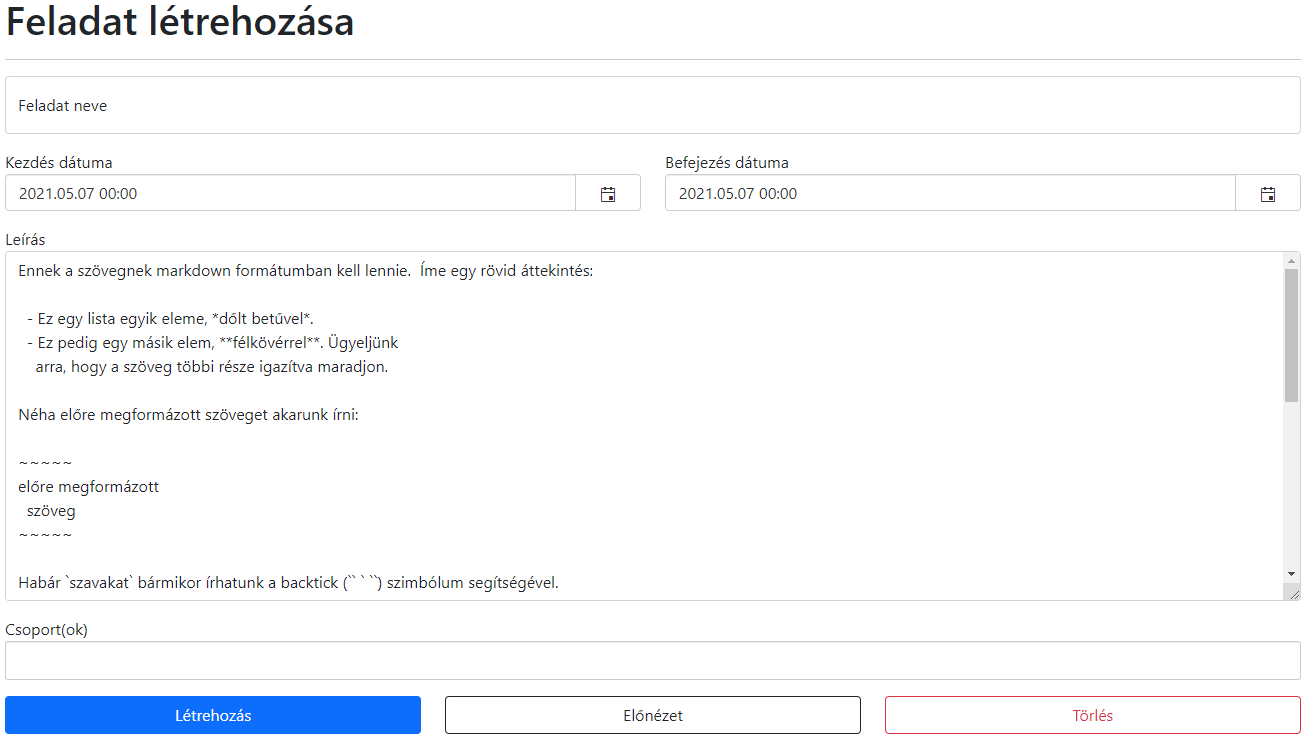 Feladat létrehozása
Feladat neve
Kezdés dátuma
Befejezés dátuma
2021.05.07 00:00
2021.05.07 00:00
Leírás
Ennek a szövegnek markdown formátumban kell lennie.  Íme egy rövid áttekintés:
- Ez egy lista egyik eleme, *dőlt betűvel*.
- Ez pedig egy másik elem, **félkövérrel**. Ügyeljünk
arra, hogy a szöveg többi része igazítva maradjon.
Néha előre megformázott szöveget akarunk írni:
~~~~~
előre megformázott
szöveg
~~~~~
Habár `szavakat` bármikor írhatunk a backtick (`` ` ``) szimbólum segítségével.
Csoport(ok)
Létrehozás
Előnézet
Törlés